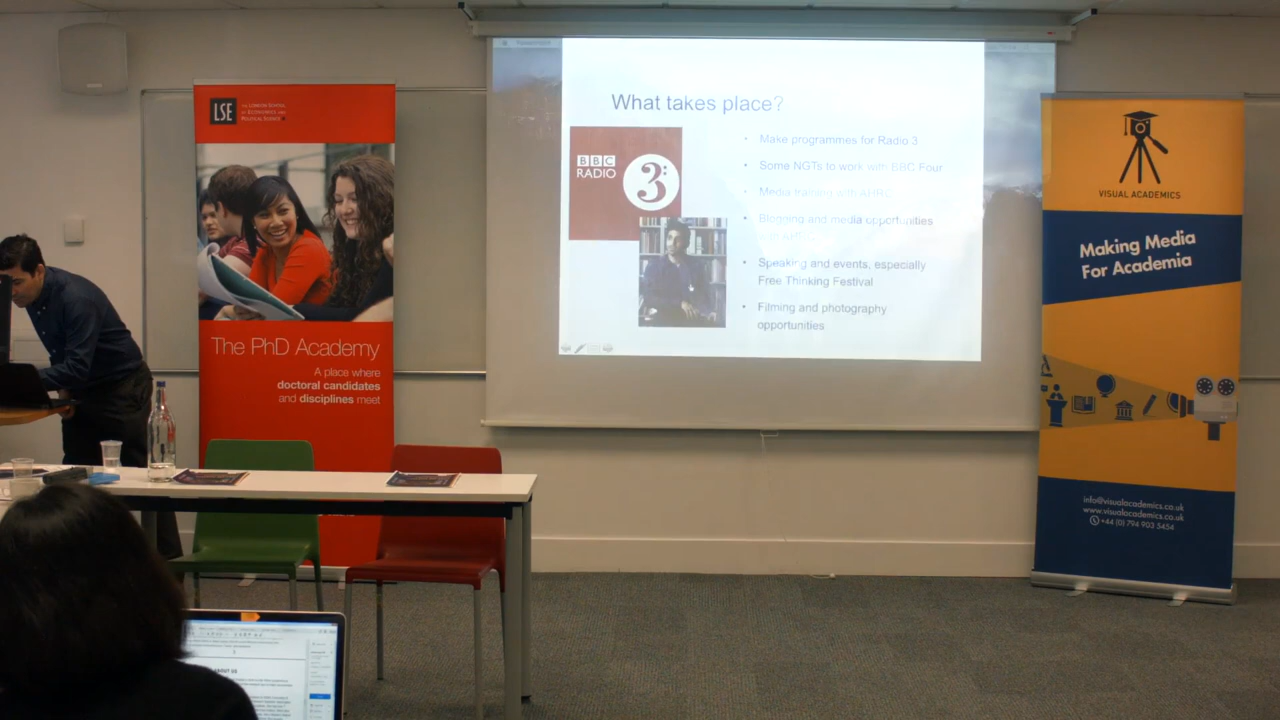 LSE
THE LONDON SCHOOL
OF ECONOMICS AND
POLITICAL SCIENCE
The PhD Academy
A place where
doctoral candidates
and disciplines meet
What takes place?
BBC
RADIO
3
• Make programmes for Radio 3
• Some NGTs to work with BBC Four
• Media training with AHRC
• Blogging and media opportunities
with AHRC
• Speaking and events, especially
Free Thinking Festival
• Filming and photography
opportunities
VISUAL ACADEMICS
Making Media
For Academia
info@visualacademics.co.uk
www.visualacademics.co.uk
+44 (0) 794 903 5454